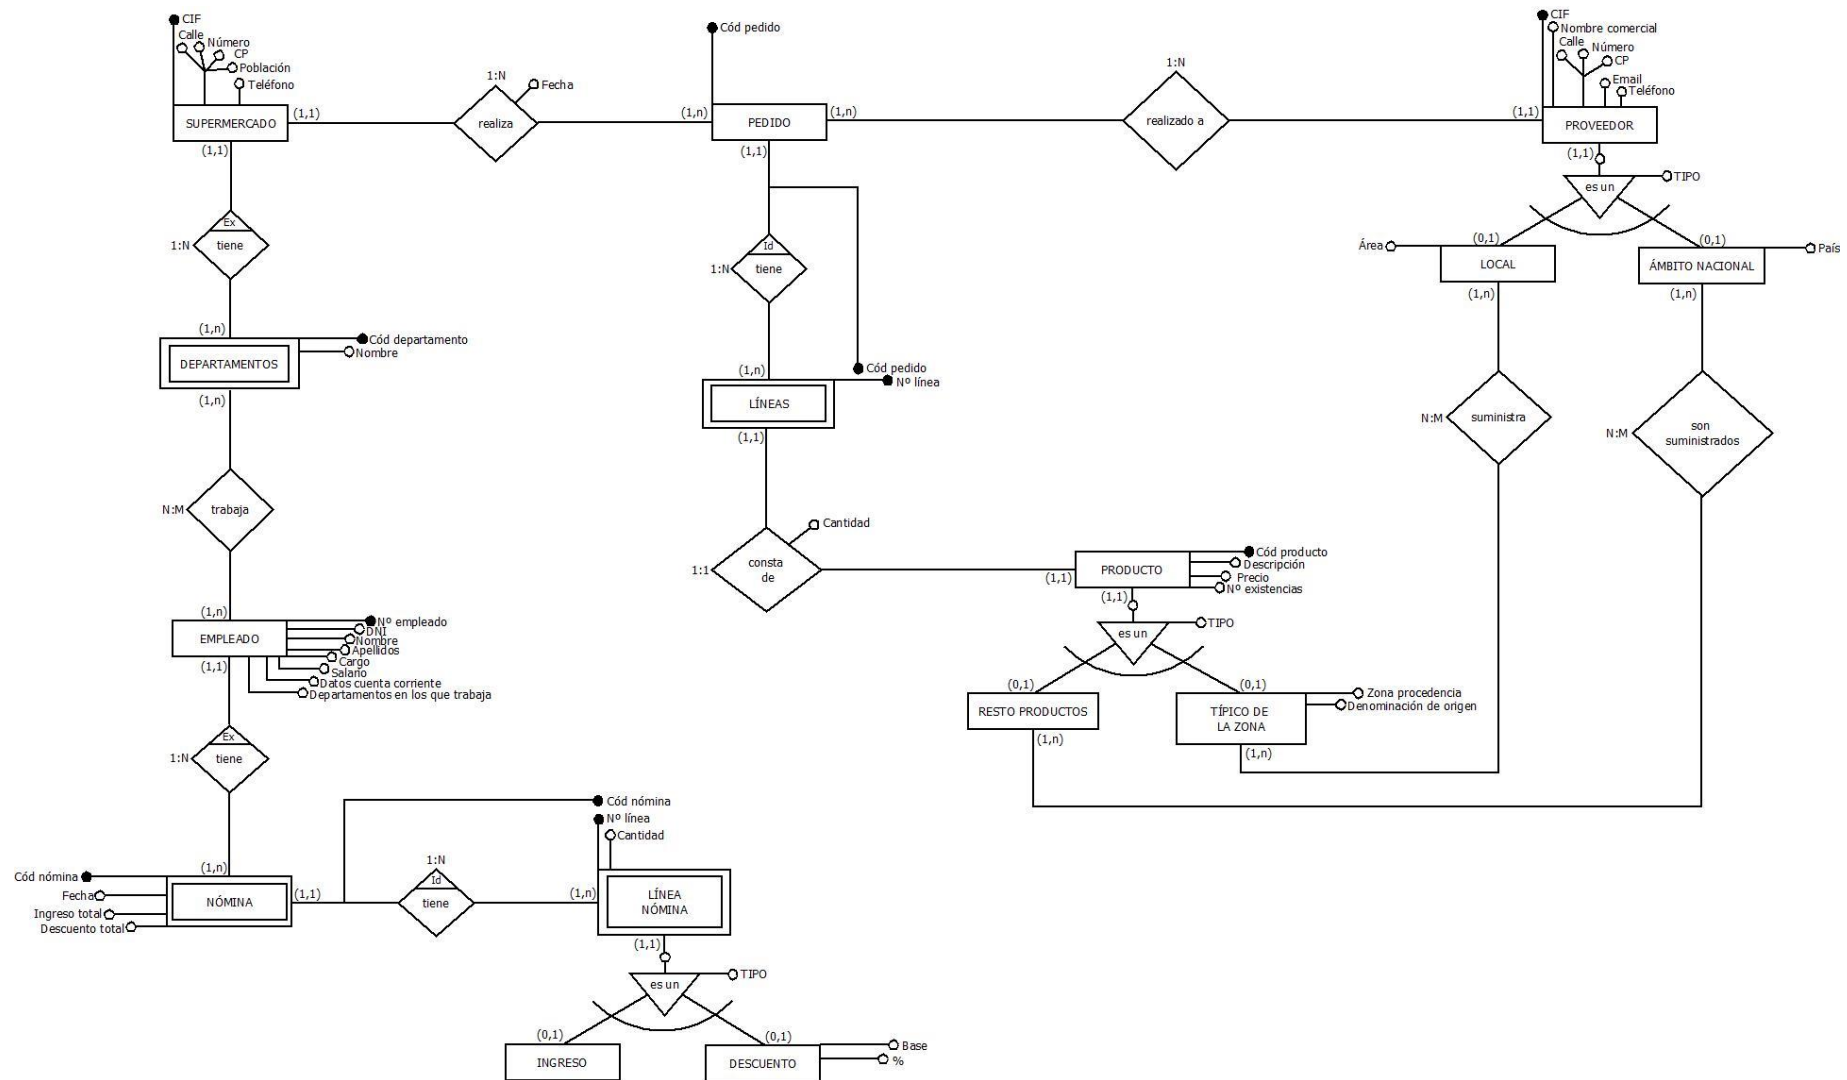 CIF
Calle
Número
CP
Población
Teléfono
SUPERMERCADO
(1,1)
(1,1)
1:N
Fecha
realiza
Cód pedido
(1,n)
PEDIDO
(1,n)
(1,1)
1:N
realizado a
CIF
Nombre comercial
Calle
Número
CP
Email
Teléfono
(1,1)
PROVEEDOR
(1,1)
TIPO
es un
Ex
1:N
tiene
Id
1:N
tiene
Área
(0,1)
LOCAL
(1,n)
(0,1)
País
ÁMBITO NACIONAL
(1,n)
(1,n)
Cód departamento
Nombre
DEPARTAMENTOS
(1,n)
(1,n)
Cód pedido
Nº línea
LÍNEAS
(1,1)
N:M
suministra
N:M
son
suministrados
N:M
trabaja
Cantidad
1:1
consta
de
(1,1)
PRODUCTO
Cód producto
Descripción
Precio
Nº existencias
(1,1)
TIPO
es un
(1,n)
EMPLEADO
Nº empleado
DNI
Nombre
Apellidos
Cargo
Salario
Datos cuenta corriente
Departamentos en los que trabaja
(1,1)
(0,1)
RESTO PRODUCTOS
(1,n)
(0,1)
Zona procedencia
Denominación de origen
TÍPICO DE
LA ZONA
(1,n)
Ex
1:N
tiene
Cód nómina
Nº línea
Cantidad
(1,n)
Cód nómina
Fecha
Ingreso total
Descuento total
NÓMINA
(1,1)
1:N
Id
tiene
(1,n)
LÍNEA
NÓMINA
(1,1)
TIPO
es un
(0,1)
INGRESO
(0,1)
DESCUENTO
Base
%